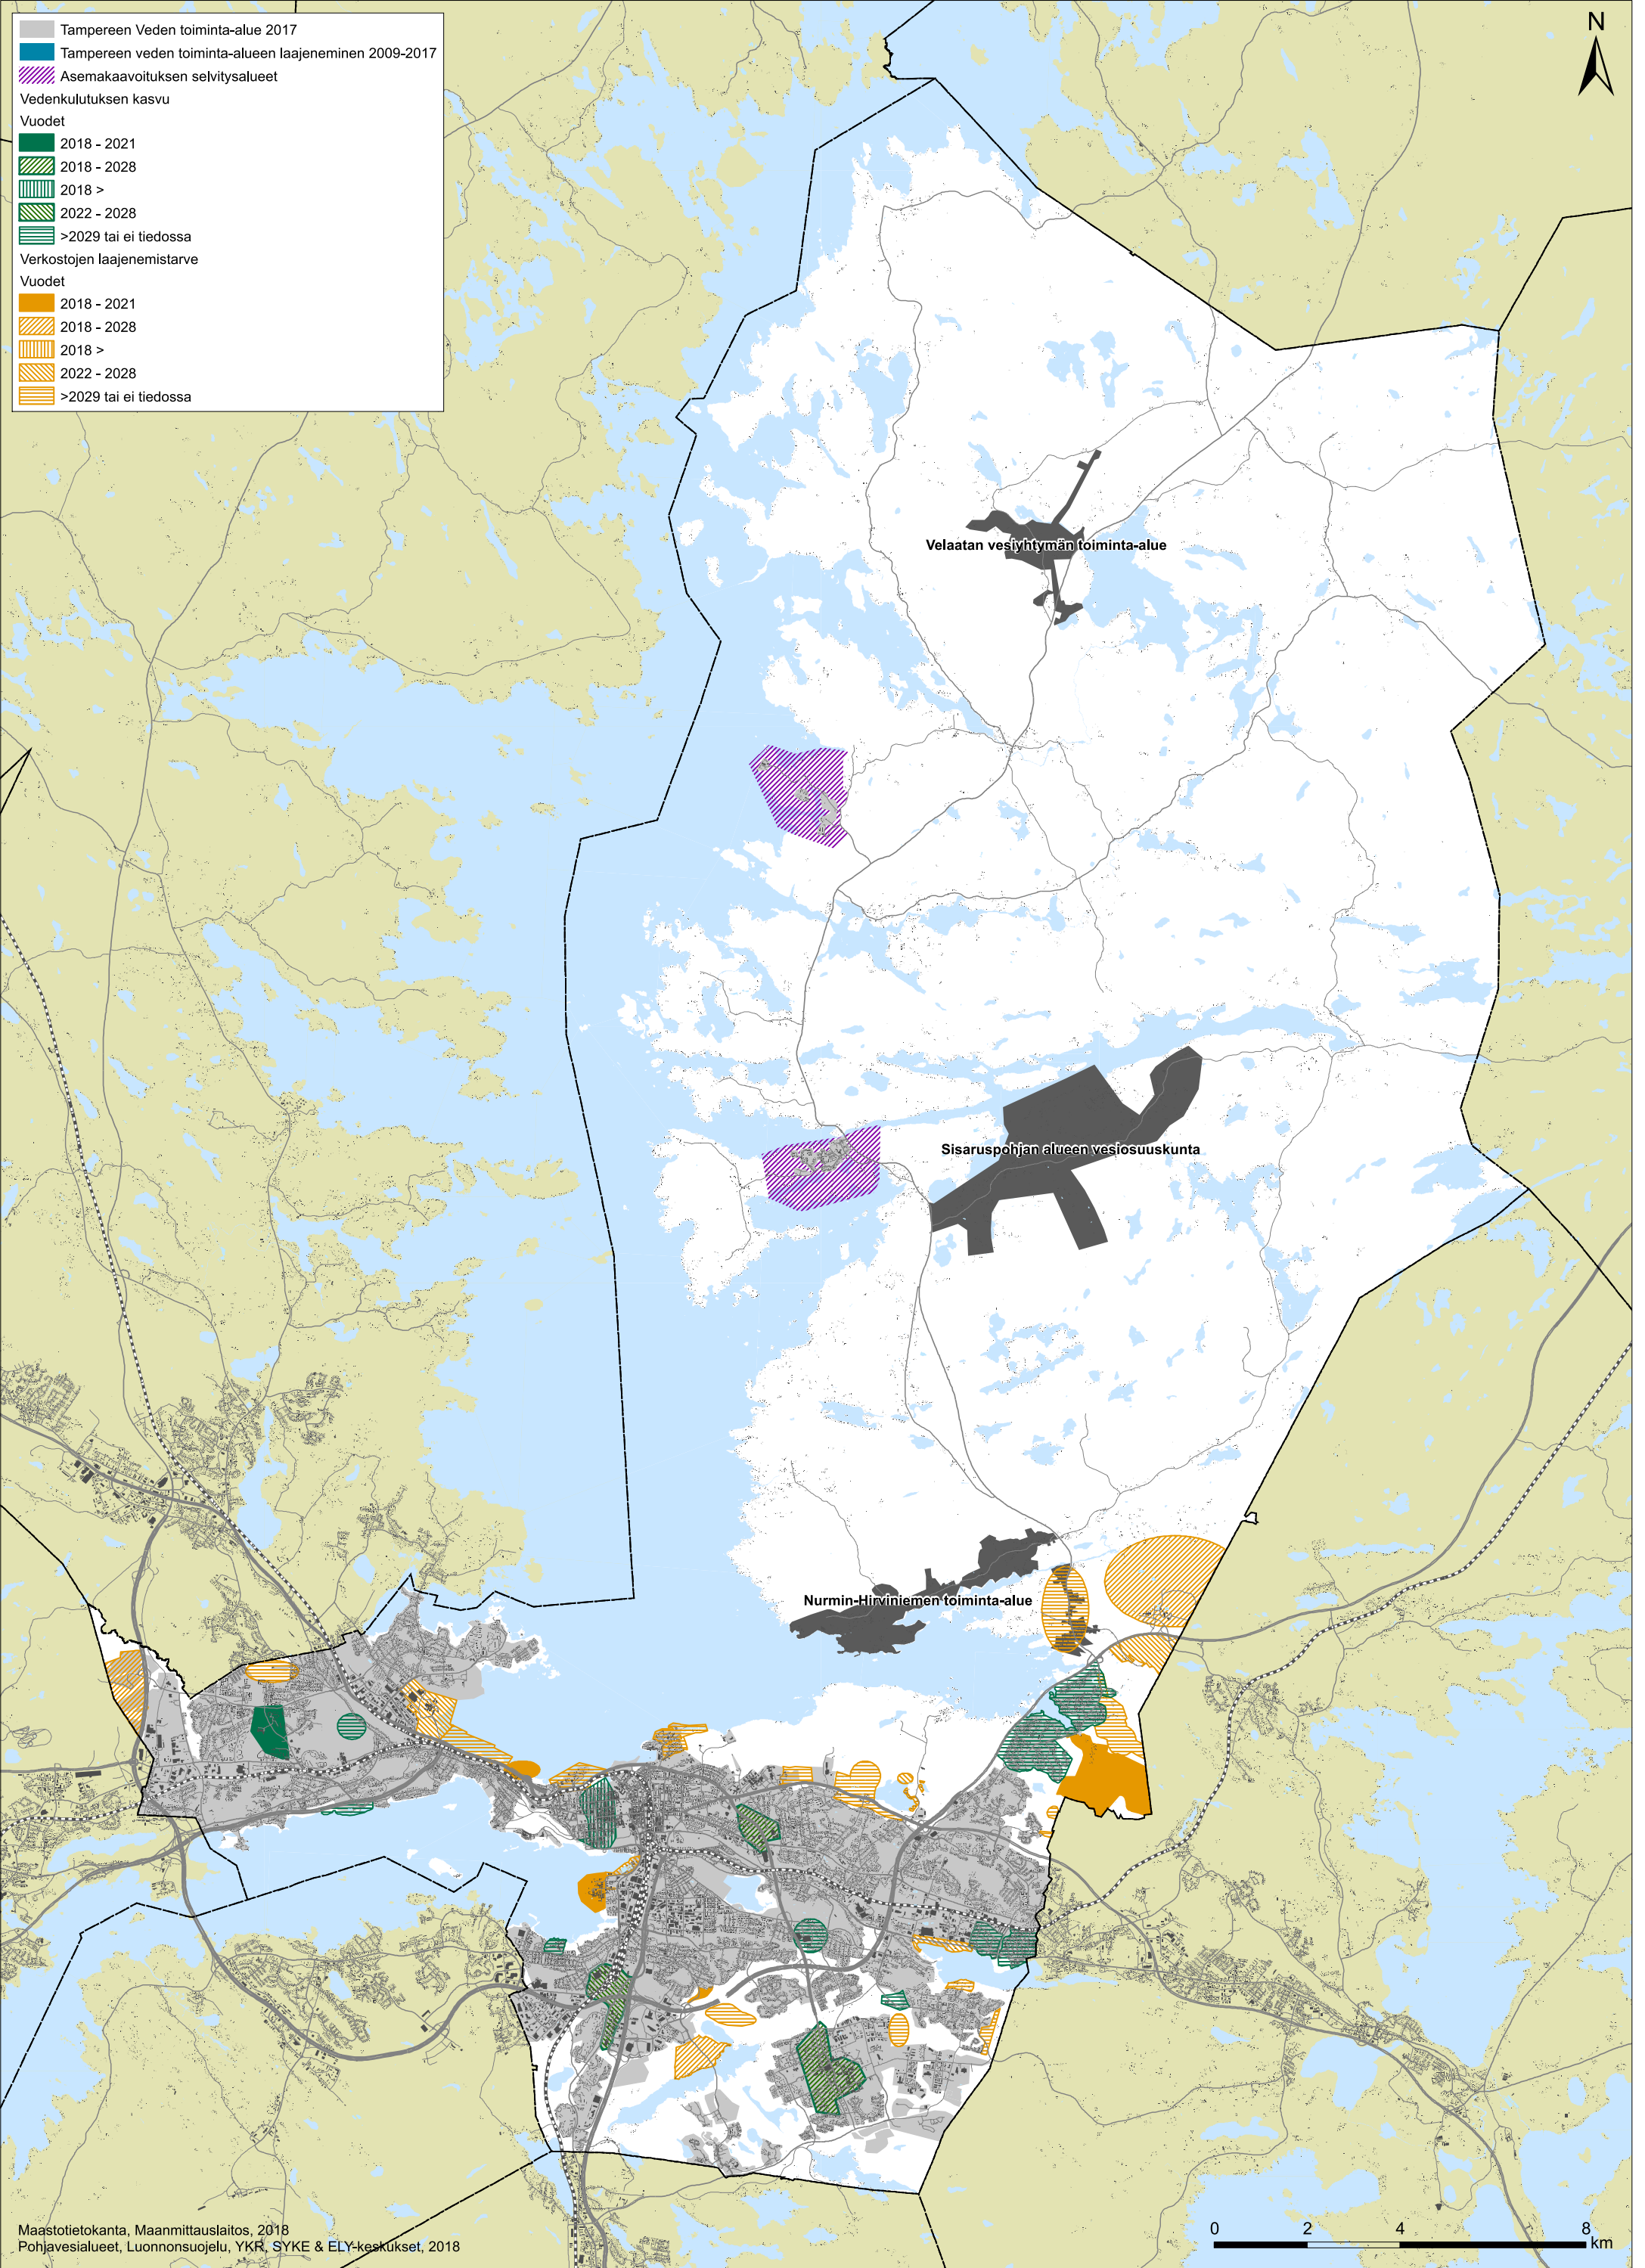 Tampereen Veden toiminta-alue 2017
Tampereen veden toiminta-alueen laajeneminen 2009-2017
Asemakaavoituksen selvitysalueet
Vedenkulutuksen kasvu
Vuodet
2018 - 2021
2018 - 2028
2018 >
2022 - 2028
>2029 tai ei tiedossa
Verkostojen laajenemistarve
Vuodet
2018 - 2021
2018 - 2028
2018 >
2022 - 2028
>2029 tai ei tiedossa
N
Velaatan vesiyhtymän toiminta-alue
Sisaruspohjan alueen vesiosuuskunta
Nurmin-Hirviniemen toiminta-alue
Maastotietokanta, Maanmittauslaitos, 2018
Pohjavesialueet, Luonnonsuojelu, YKR, SYKE & ELY-keskukset, 2018
0 2 4 8
km